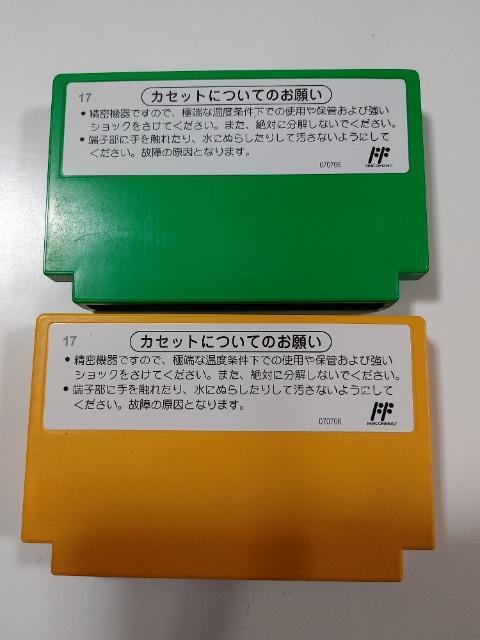 17
カセットについてのお願い
● 精密機器ですので、極端な温度条件下での使用や保管および強い
ショックをさけてください。また、絶対に分解しないでください。
● 端子部に手を触れたり、水にぬらしたりして汚さないようにして
ください。故障の原因となります。
070706
17
カセットについてのお願い
● 精密機器ですので、極端な温度条件下での使用や保管および強い
ショックをさけてください。また、絶対に分解しないでください。
● 端子部に手を触れたり、水にぬらしたりして汚さないようにして
ください。故障の原因となります。
070706